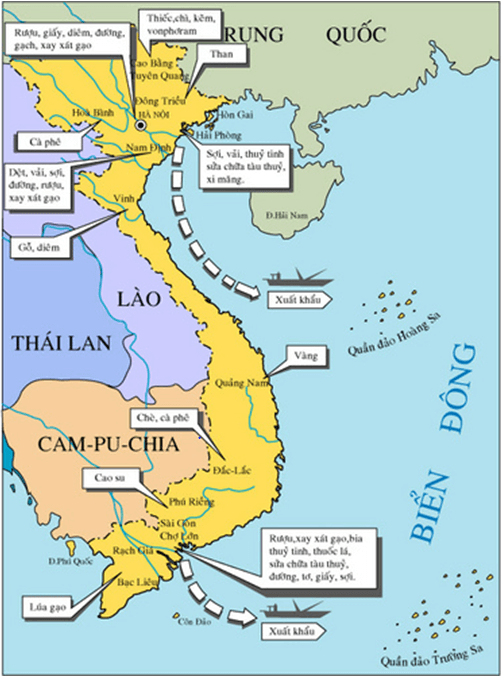 Thiếc,chì, kẽm,
vonphơram
Rượu, giấy, diêm, đường,
gạch, xay xát gạo
TRUNG QUỐC
Than
Cao Bằng
Tuyên Quang
Đông Triều
HÀ NÔI
Hoà Bình
Hòn Gai
Hải Phòng
Cà phê
Nam Định
Sợi, vải, thuỷ tinh
sửa chữa tàu thuỷ,
xi măng.
Dệt, vải, sợi,
đường, rượu,
xay xát gạo
Vinh
Đ.Hải Nam
Gỗ, diêm
LÀO
Xuất khẩu
THÁI LAN
Quần đảo Hoàng Sa
Vàng
Quảng Nam
BIỂN ĐÔNG
Chè, cà phê
CAM-PU-CHIA
Đắc-Lắc
Cao su
Phú Riềng
Sài Gòn
Chợ Lớn
Rượu,xay xát gạo,bia
thuỷ tinh, thuốc lá,
sửa chữa tàu thuỷ,
đường, tơ, giấy, sợi.
Rạch Giá
Đ.Phú Quốc
Bạc Liêu
Lúa gạo
Côn Đảo
Xuất khẩu
Quần đảo Trường Sa